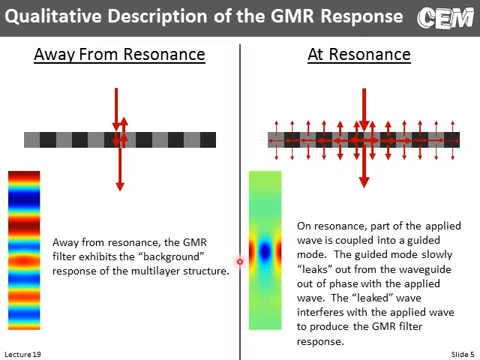 Qualitative Description of the GMR Response
CEM
Away From Resonance
At Resonance
Away from resonance, the GMR
filter exhibits the “background”
response of the multilayer structure.
On resonance, part of the applied
wave is coupled into a guided
mode.  The guided mode slowly
“leaks” out from the waveguide
out of phase with the applied
wave.  The “leaked” wave
interferes with the applied wave
to produce the GMR filter
response.
Lecture 19
Slide 5